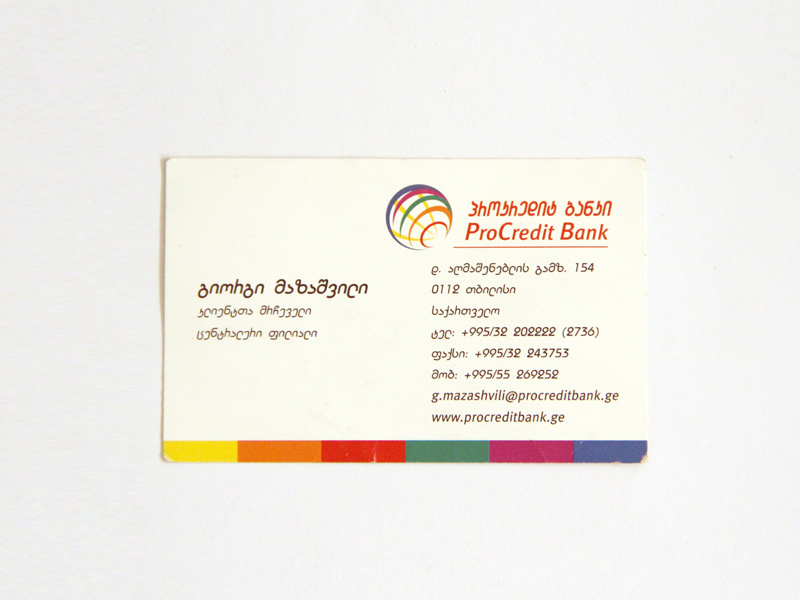 პროკრედიტ ბანკი
ProCredit Bank
გიორგი მაზაშვილი
კლიენტთა მრჩეველი
ცენტრალური ფილიალი
დ. აღმაშენებლის გამზ. 154
0112 თბილისი
საქართველო
ტელ: +995/32 202222 (2736)
ფაქსი: +995/32 243753
მობ: +995/55 269252
g.mazashvili@procreditbank.ge
www.procreditbank.ge